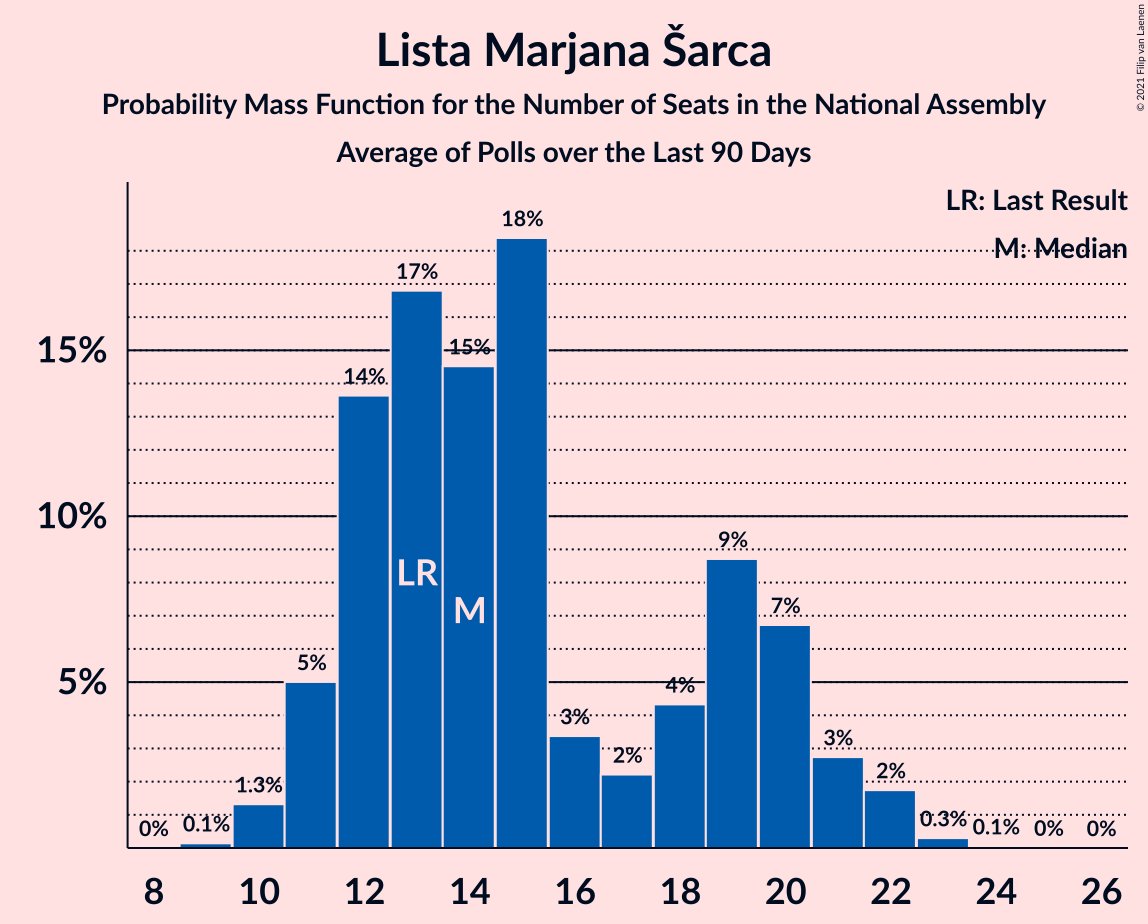 © 2021 Filip van Laenen
Lista Marjana Šarca
Probability Mass Function for the Number of Seats in the National Assembly
Average of Polls over the Last 90 Days
LR: Last Result
M: Median
15%
10%
5%
0%
0.1%
1.3%
5%
14%
17%
15%
18%
3%
2%
4%
9%
7%
3%
2%
0.3%
0.1%
0%
0%
LR
M
8 10 12 14 16 18 20 22 24 26